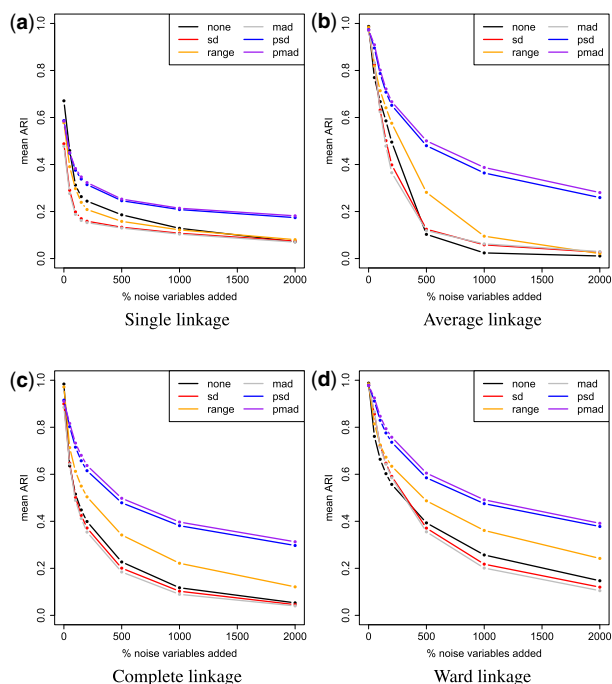 (a)
none
sd
range
mad
psd
pmad
mean ARI
0.0 0.2 0.4 0.6 0.8 1.0
0 500 1000 1500 2000
% noise variables added
Single linkage
(b)
none
sd
range
mad
psd
pmad
mean ARI
0.0 0.2 0.4 0.6 0.8 1.0
0 500 1000 1500 2000
% noise variables added
Average linkage
(c)
none
sd
range
mad
psd
pmad
mean ARI
0.0 0.2 0.4 0.6 0.8 1.0
0 500 1000 1500 2000
% noise variables added
Complete linkage
(d)
none
sd
range
mad
psd
pmad
mean ARI
0.0 0.2 0.4 0.6 0.8 1.0
0 500 1000 1500 2000
% noise variables added
Ward linkage